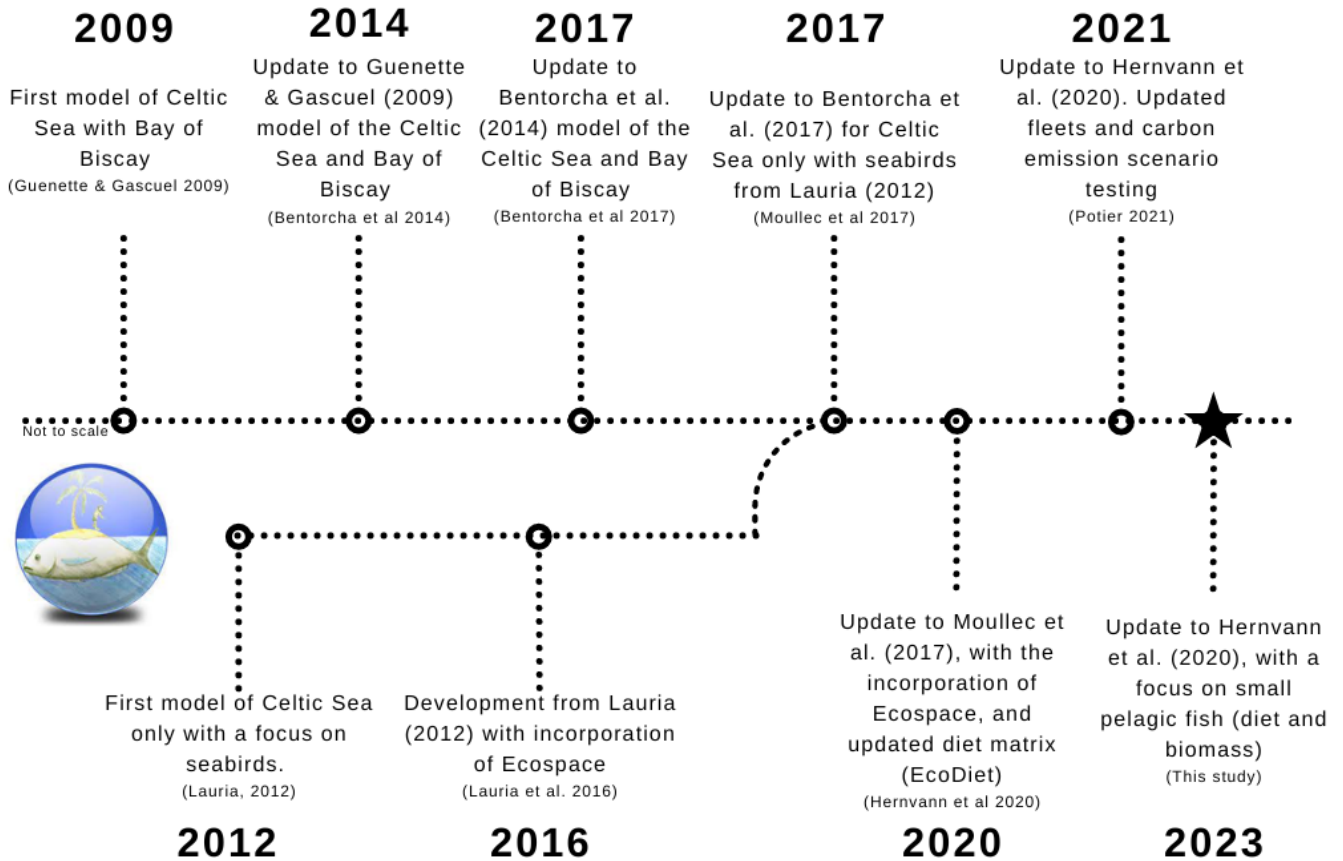 2009
First model of Celtic
Sea with Bay of
Biscay
(Guenette & Gascuel 2009)
2014
Update to Guenette
& Gascuel (2009)
model of the Celtic
Sea and Bay of
Biscay
(Bentorcha et al 2014)
2017
Update to
Bentorcha et al.
(2014) model of the
Celtic Sea and Bay
of Biscay
(Bentorcha et al 2017)
2017
Update to Bentorcha et
al. (2017) for Celtic
Sea only with seabirds
from Lauria (2012)
(Moullec et al 2017)
2021
Update to Hernvann et
al. (2020). Updated
fleets and carbon
emission scenario
testing
(Potier 2021)
Not to scale
First model of Celtic Sea
only with a focus on
seabirds.
(Lauria, 2012)
2012
Development from Lauria
(2012) with incorporation
of Ecospace
(Lauria et al. 2016)
2016
Update to Moullec et
al. (2017), with the
incorporation of
Ecospace, and
updated diet matrix
(EcoDiet)
(Hernvann et al 2020)
2020
Update to Hernvann
et al. (2020), with a
focus on small
pelagic fish (diet and
biomass)
(This study)
2023